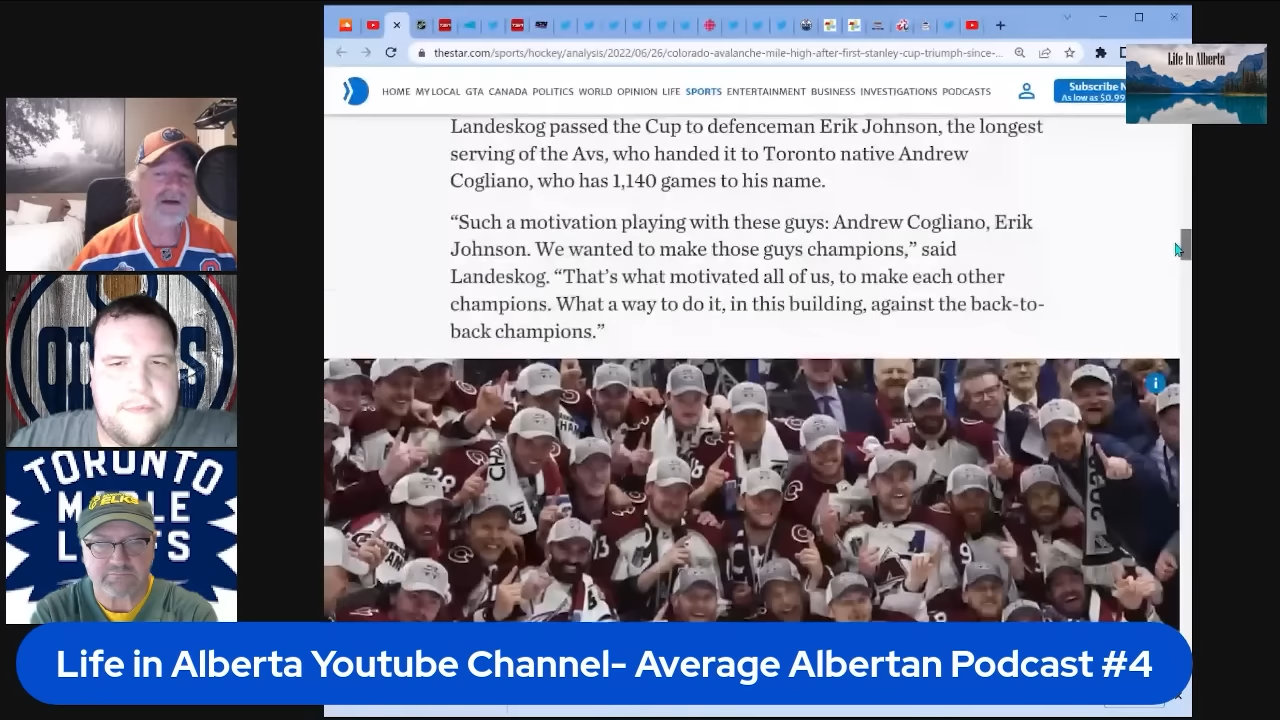 thestar.com/sports/hockey/analysis/2022/06/26/colorado-avalanche-mile-high-after-first-stanley-cup-triumph-since-...
Life In Alberta
HOME MY LOCAL GTA CANADA POLITICS WORLD OPINION LIFE SPORTS ENTERTAINMENT BUSINESS INVESTIGATIONS PODCASTS
Subscribe N
As low as $0.99
Landeskog passed the Cup to defenceman Erik Johnson, the longest
serving of the Avs, who handed it to Toronto native Andrew
Cogliano, who has 1,140 games to his name.
“Such a motivation playing with these guys: Andrew Cogliano, Erik
Johnson. We wanted to make those guys champions,” said
Landeskog. “That’s what motivated all of us, to make each other
champions. What a way to do it, in this building, against the back-to-
back champions.”
TORONTO
ELKS
Life in Alberta Youtube Channel- Average Albertan Podcast #4